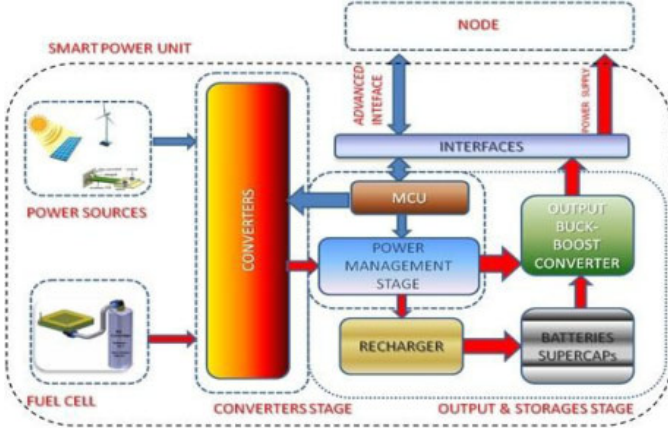 NODE
SMART POWER UNIT
ADVANCED
INTEFACE
POWER SUPPLY
INTERFACES
MCU
POWER SOURCES
CONVERTERS
POWER
MANAGEMENT
STAGE
OUTPUT
BUCK-
BOOST
CONVERTER
RECHARGER
BATTERIES
SUPERCAPs
FUEL CELL
CONVERTERS STAGE
OUTPUT & STORAGES STAGE